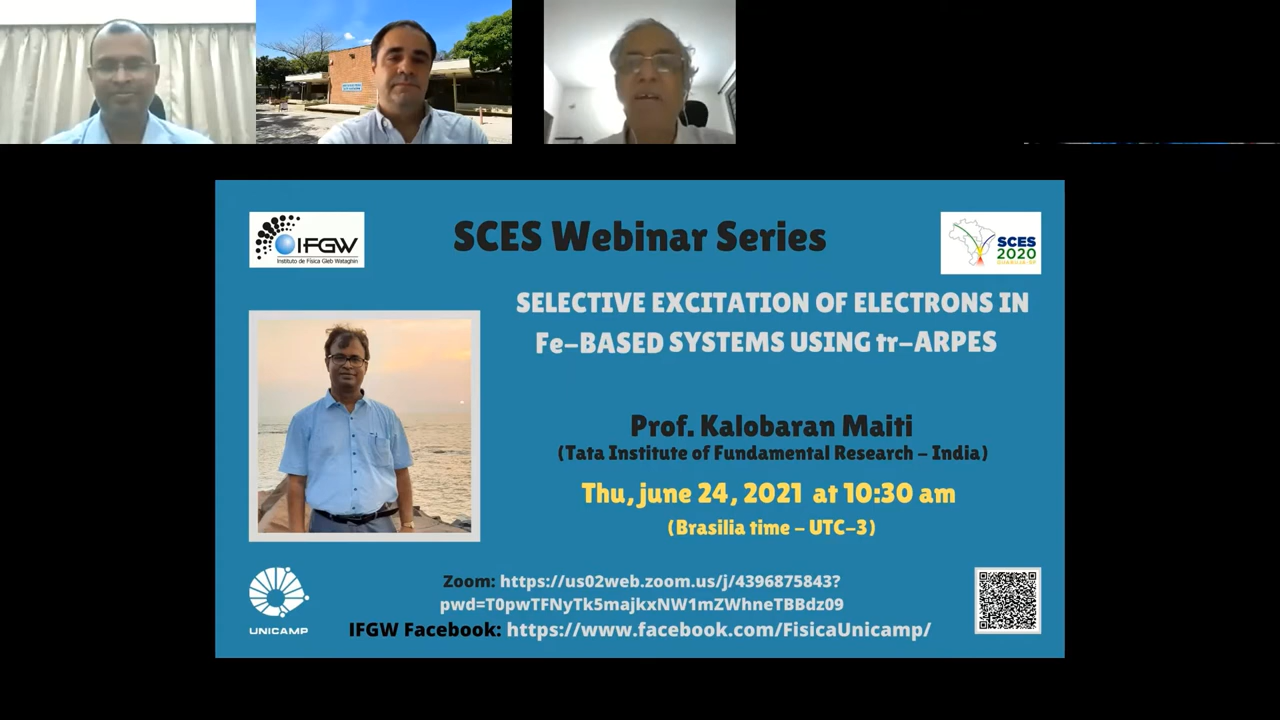 IFGW
Instituto de Física Gleb Wataghin
SCES Webinar Series
SCES
2020
GUARUJÁ-SP
SELECTIVE EXCITATION OF ELECTRONS IN
Fe-BASED SYSTEMS USING tr-ARPES
Prof. Kalobaran Maiti
(Tata Institute of Fundamental Research - India)
Thu, june 24, 2021 at 10:30 am
(Brasilia time - UTC-3)
Zoom: https://us02web.zoom.us/j/4396875843?
pwd=T0pwTFNyTk5majkxNW1mZWhneTBBdz09
IFGW Facebook: https://www.facebook.com/FisicaUnicamp/
UNICAMP